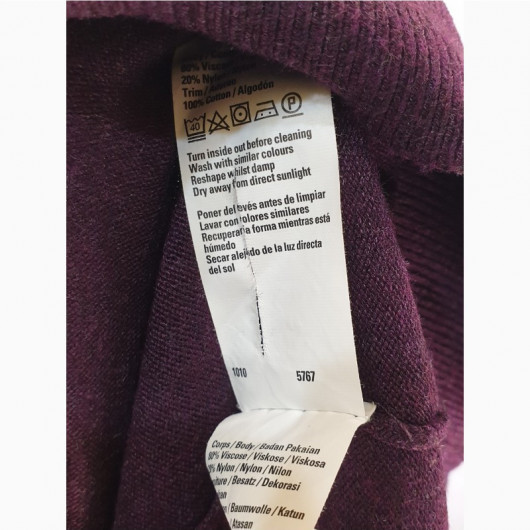 20% Nylon
Trim /
100% Cotton / Algodón
40
P
Turn inside out before cleaning
Wash with similar colours
Reshape whilst damp
Dry away from direct sunlight
Poner del revés antes de limpiar
Lavar con colores similares
Recuperar la forma mientras está
húmedo
Secar alejado de la luz directa
del sol
1010 5767
Corps / Body / Badan Pakaian
Viscose / Viskose / Viskosa
Nylon / Nylon / Nilon
/ Besatz / Dekorasi
/ Baumwolle / Katun
Atasan